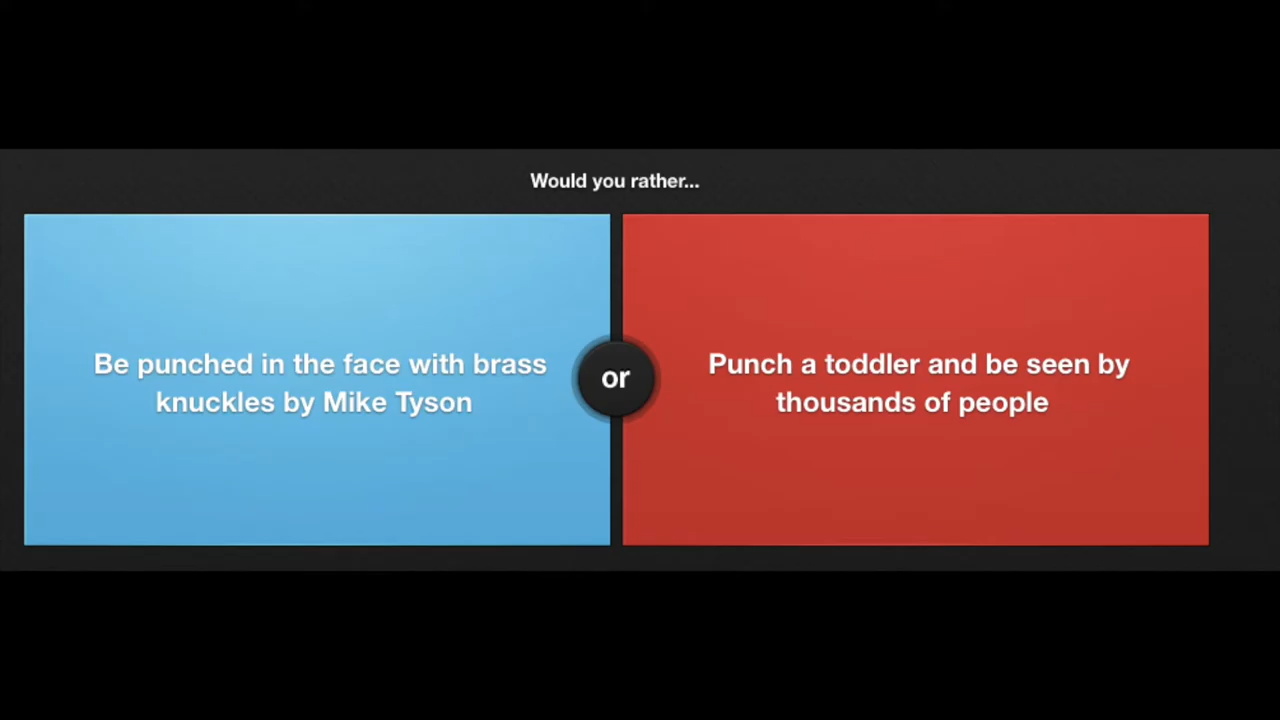 Would you rather...
Be punched in the face with brass
knuckles by Mike Tyson
or
Punch a toddler and be seen by
thousands of people